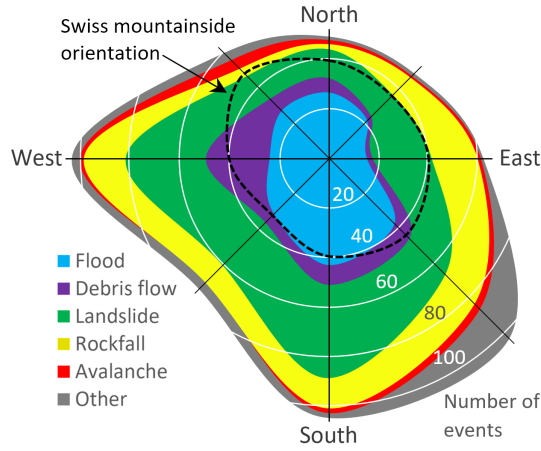 North
Swiss mountainside
orientation
West
East
20
40
60
80
100
Flood
Debris flow
Landslide
Rockfall
Avalanche
Other
Number of
events
South